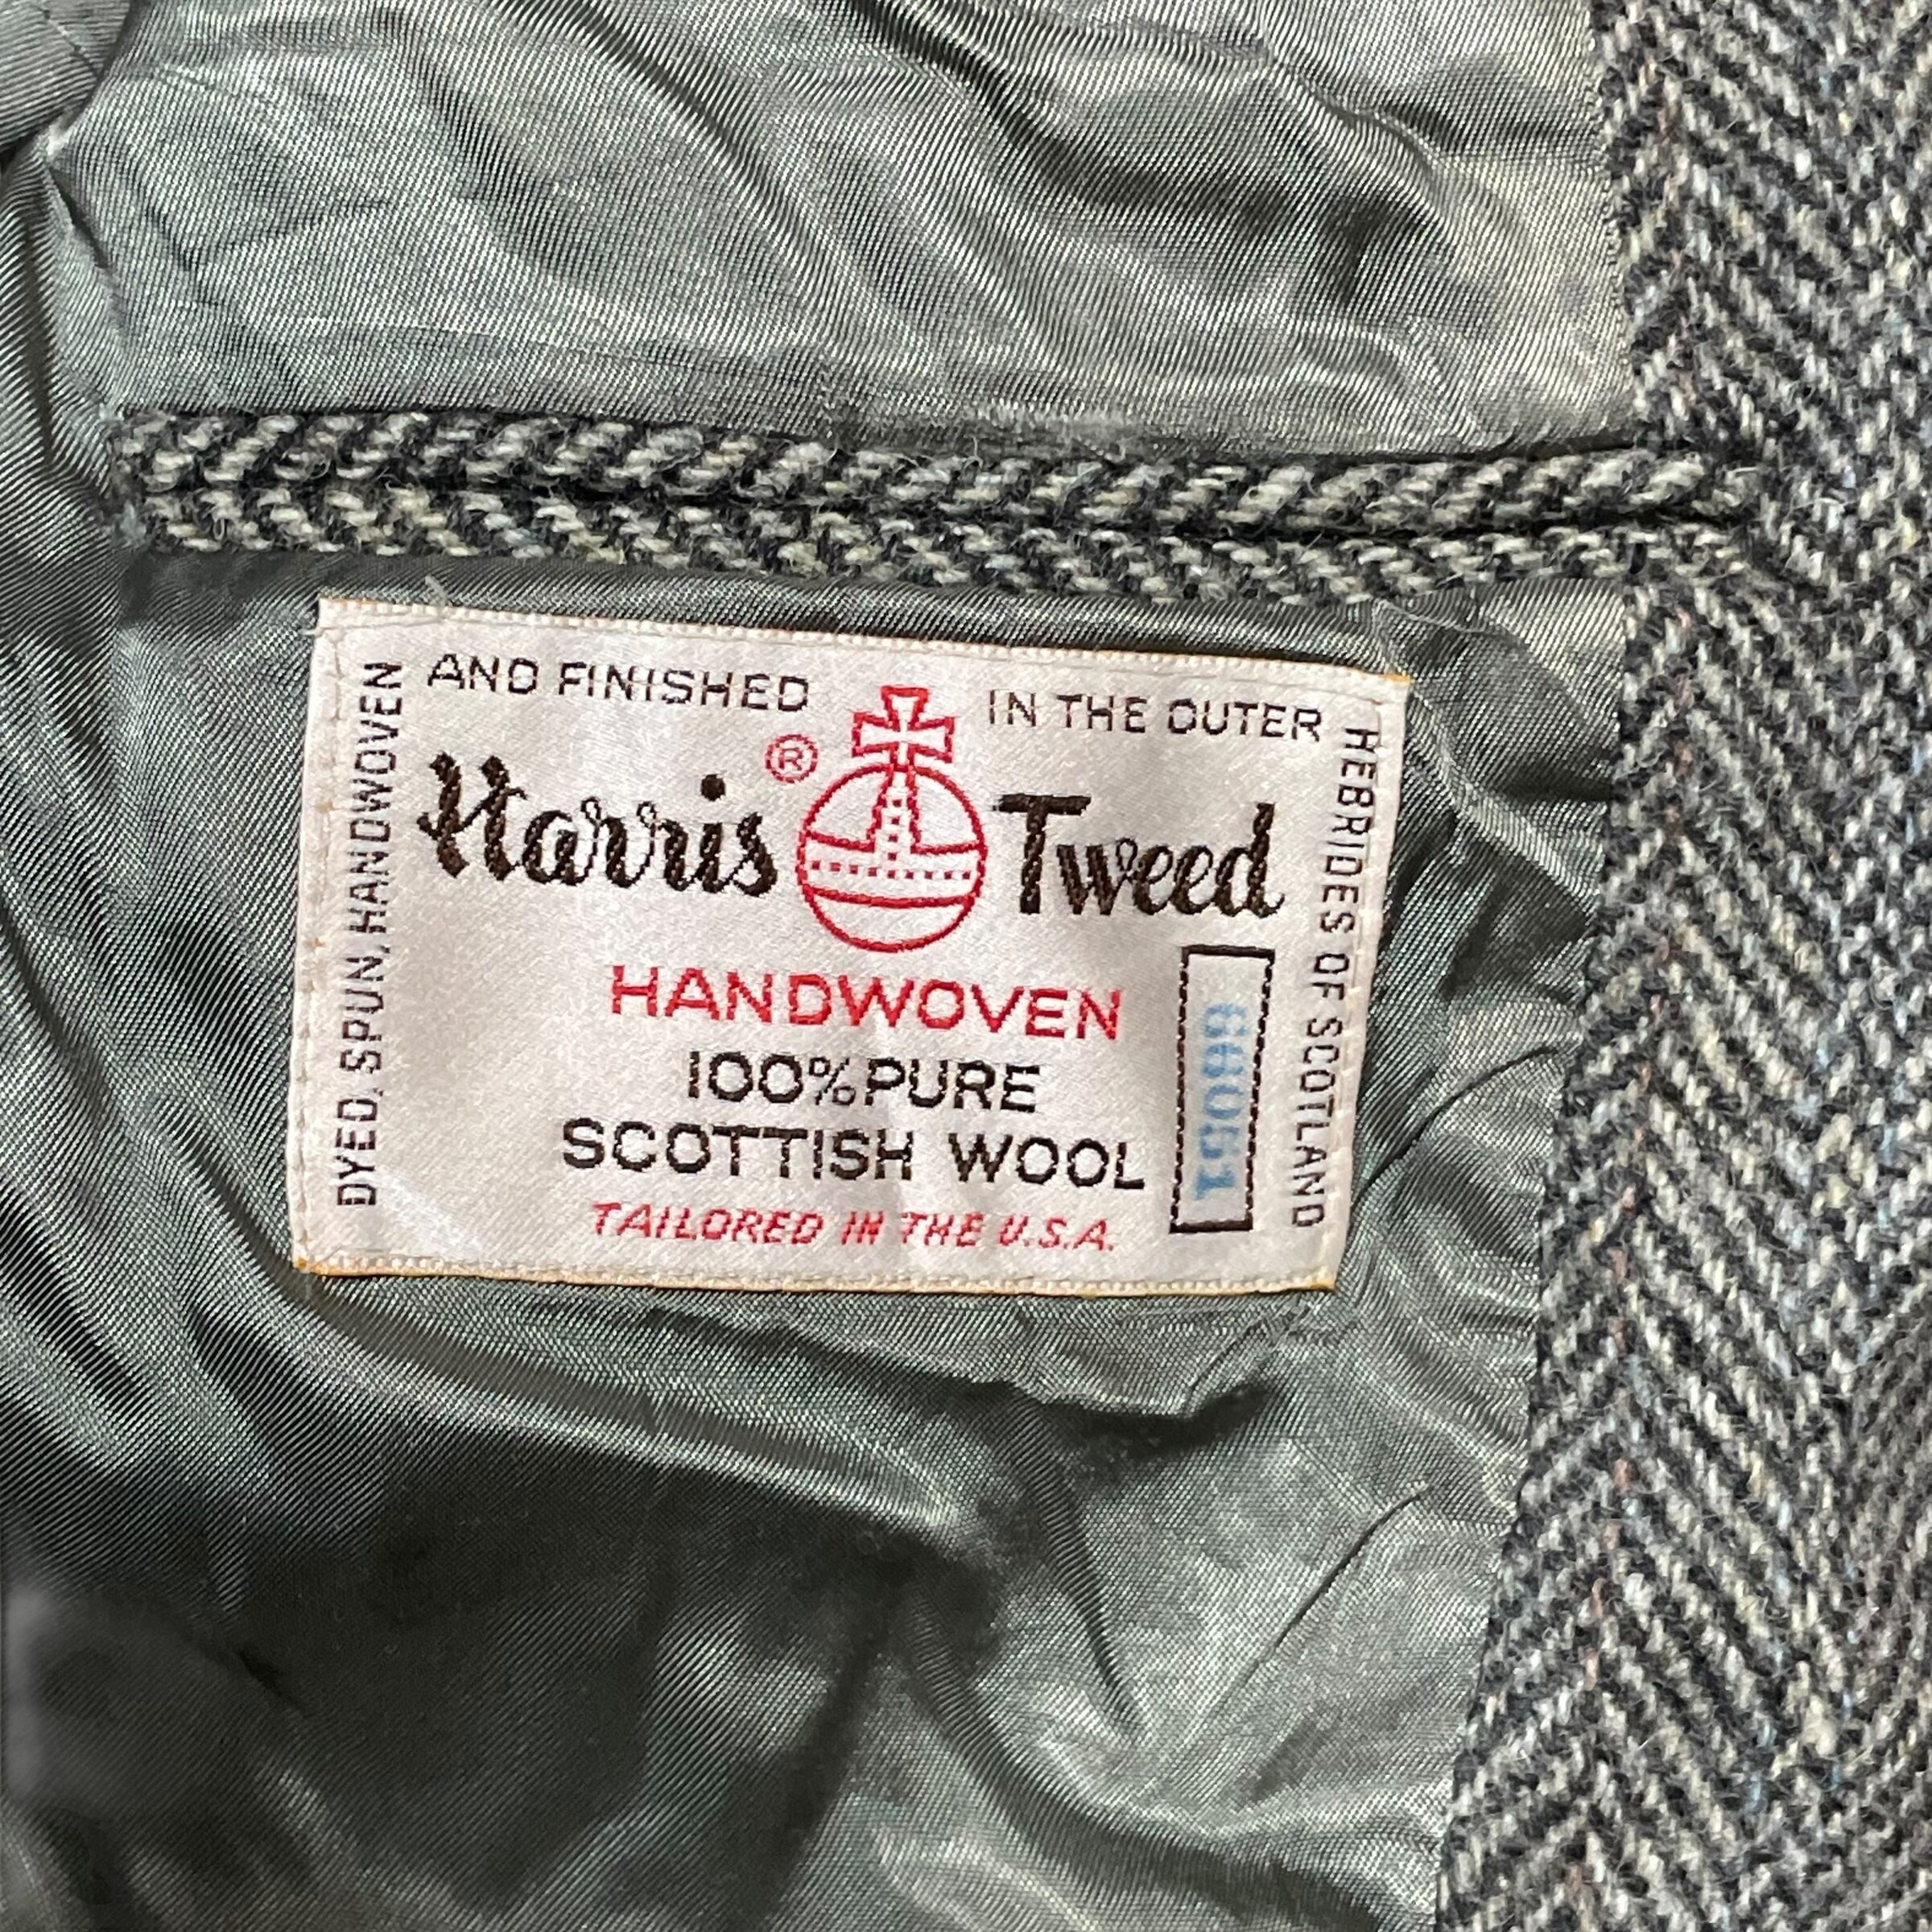 DYED, SPUN, HANDWOVEN
AND FINISHED IN THE OUTER
HEBRIDES OF SCOTLAND
Harris ® Tweed
HANDWOVEN
100% PURE
SCOTTISH WOOL
TAILORED IN THE U.S.A.
66051